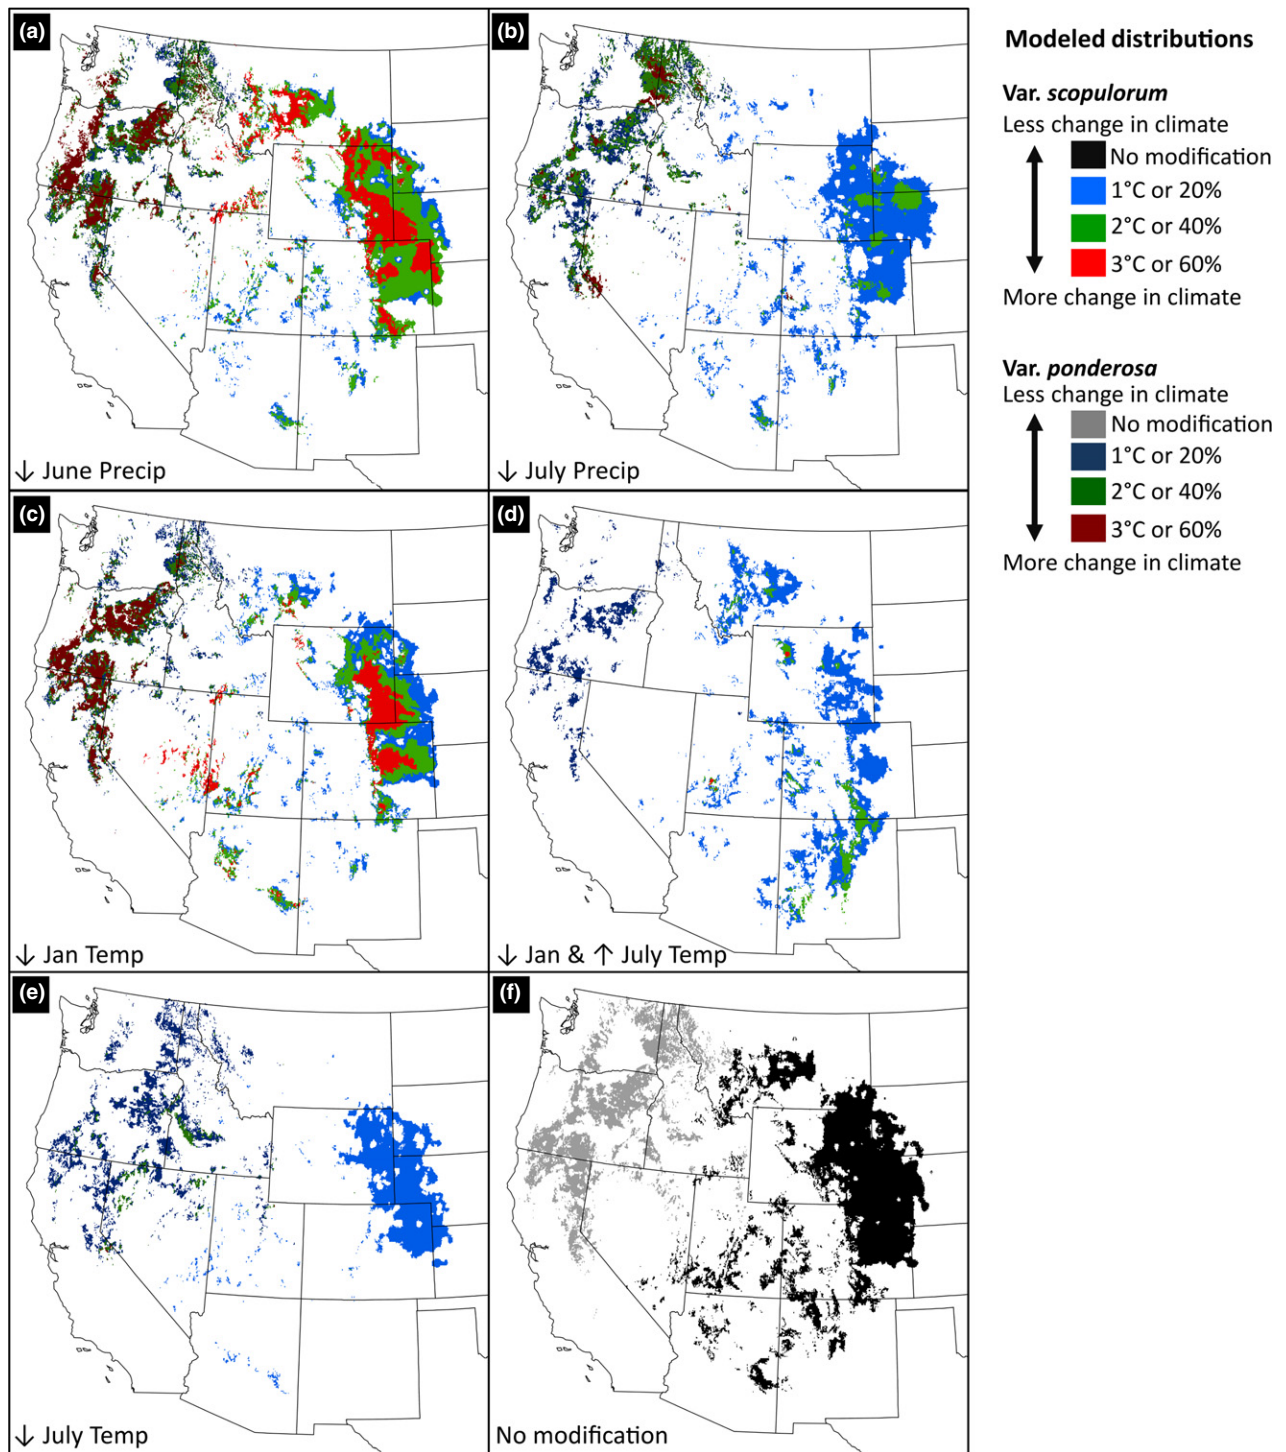 (a)
↓ June Precip
(b)
↓ July Precip
(c)
↓ Jan Temp
(d)
↓ Jan & ↑ July Temp
(e)
↓ July Temp
(f)
No modification
Modeled distributions
Var. scopulorum
Less change in climate
No modification
1°C or 20%
2°C or 40%
3°C or 60%
More change in climate
Var. ponderosa
Less change in climate
No modification
1°C or 20%
2°C or 40%
3°C or 60%
More change in climate